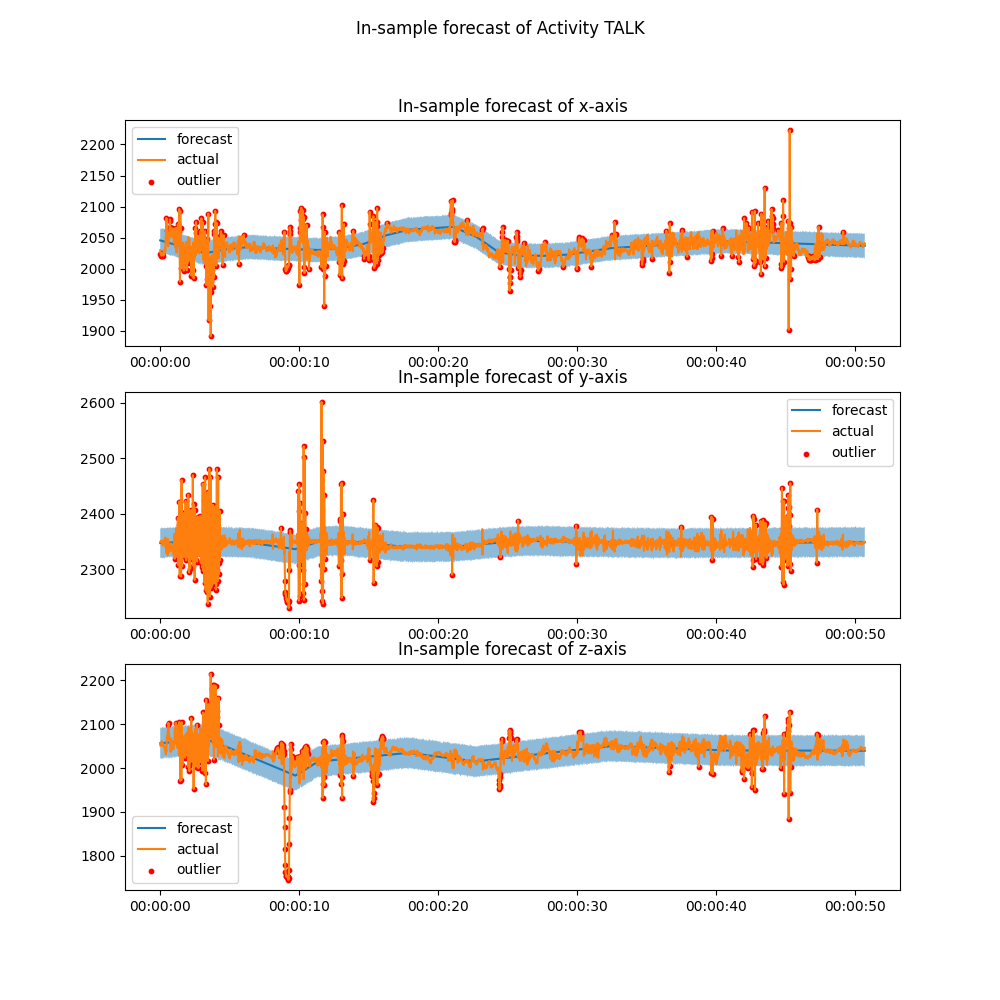 In-sample forecast of Activity TALK
In-sample forecast of x-axis
forecast
actual
outlier
2200
2150
2100
2050
2000
1950
1900
00:00:00 00:00:10 00:00:20 00:00:30 00:00:40 00:00:50
In-sample forecast of y-axis
forecast
actual
outlier
2600
2500
2400
2300
00:00:00 00:00:10 00:00:20 00:00:30 00:00:40 00:00:50
In-sample forecast of z-axis
2200
2100
2000
1900
1800
forecast
actual
outlier
00:00:00 00:00:10 00:00:20 00:00:30 00:00:40 00:00:50